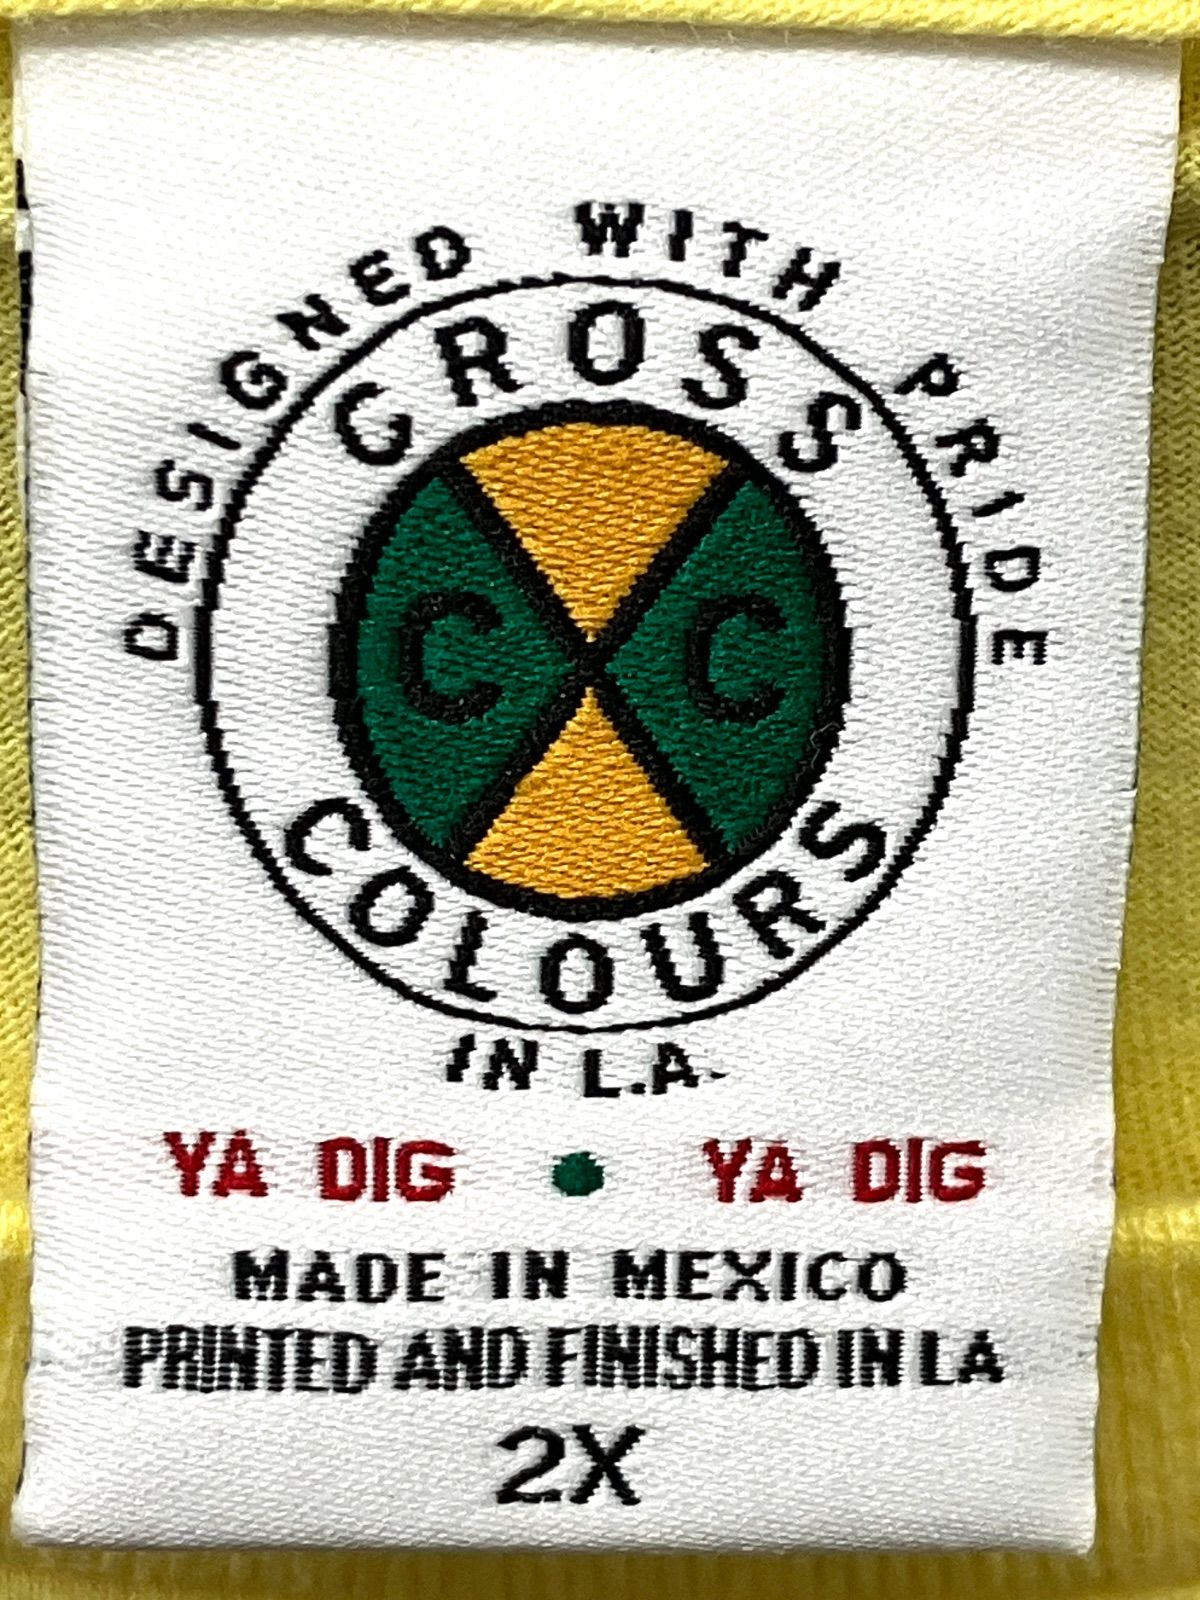 DESIGNED WITH PRIDE
CROSS
C C
COLOURS
IN L.A.
YA DIG • YA DIG
MADE IN MEXICO
PRINTED AND FINISHED IN LA
2X